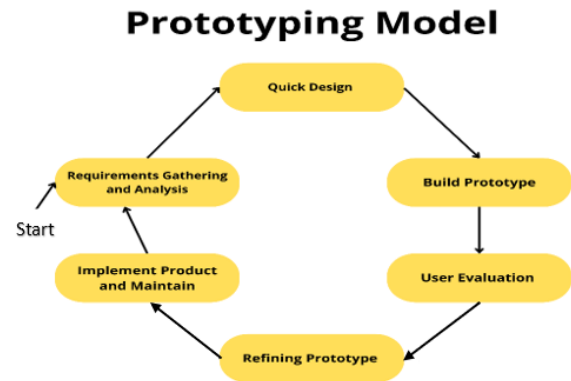 Prototyping Model
Quick Design
Requirements Gathering
and Analysis
Build Prototype
Start
Implement Product
and Maintain
User Evaluation
Refining Prototype